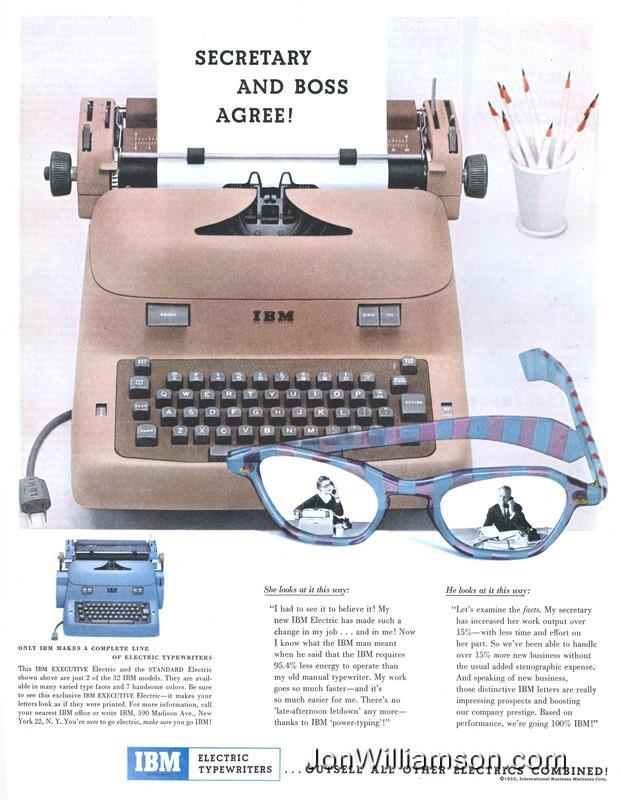 SECRETARY
AND BOSS
AGREE!
IBM
Q W E R T Y U I O P
A S D F G H J K L
Z X C V B N M
She looks at it this way:
"I had to see it to believe it! My
new IBM Electric has made such a
change in my job . . . and in me! Now
I know what the IBM man meant
when he said that the IBM requires
95.4% less energy to operate than
my old manual typewriter. My work
goes so much faster—and it's
so much easier for me. There's no
'late-afternoon letdown' any more—
thanks to IBM 'power-typing'!"
He looks at it this way:
"Let's examine the facts. My secretary
has increased her work output over
15%—with less time and effort on
her part. So we've been able to handle
over 15% more new business without
the usual added stenographic expense.
And speaking of new business,
those distinctive IBM letters are really
impressing prospects and boosting
our company prestige. Based on
performance, we're going 100% IBM!"
ONLY IBM MAKES A COMPLETE LINE
OF ELECTRIC TYPEWRITERS
This IBM EXECUTIVE Electric and the STANDARD Electric
shown above are just 2 of the 32 IBM models. They are avail-
able in many varied type faces and 7 handsome colors. Be sure
to see this exclusive IBM EXECUTIVE Electric—it makes your
letters look as if they were printed. For more information, call
your nearest IBM office or write IBM, 590 Madison Ave., New
York 22, N. Y. You're sure to go electric, make sure you go IBM!
IBM
ELECTRIC
TYPEWRITERS
. . . OUTSELL ALL OTHER ELECTRICS COMBINED!
JonWilliamson.com
International Business Machines Corp.